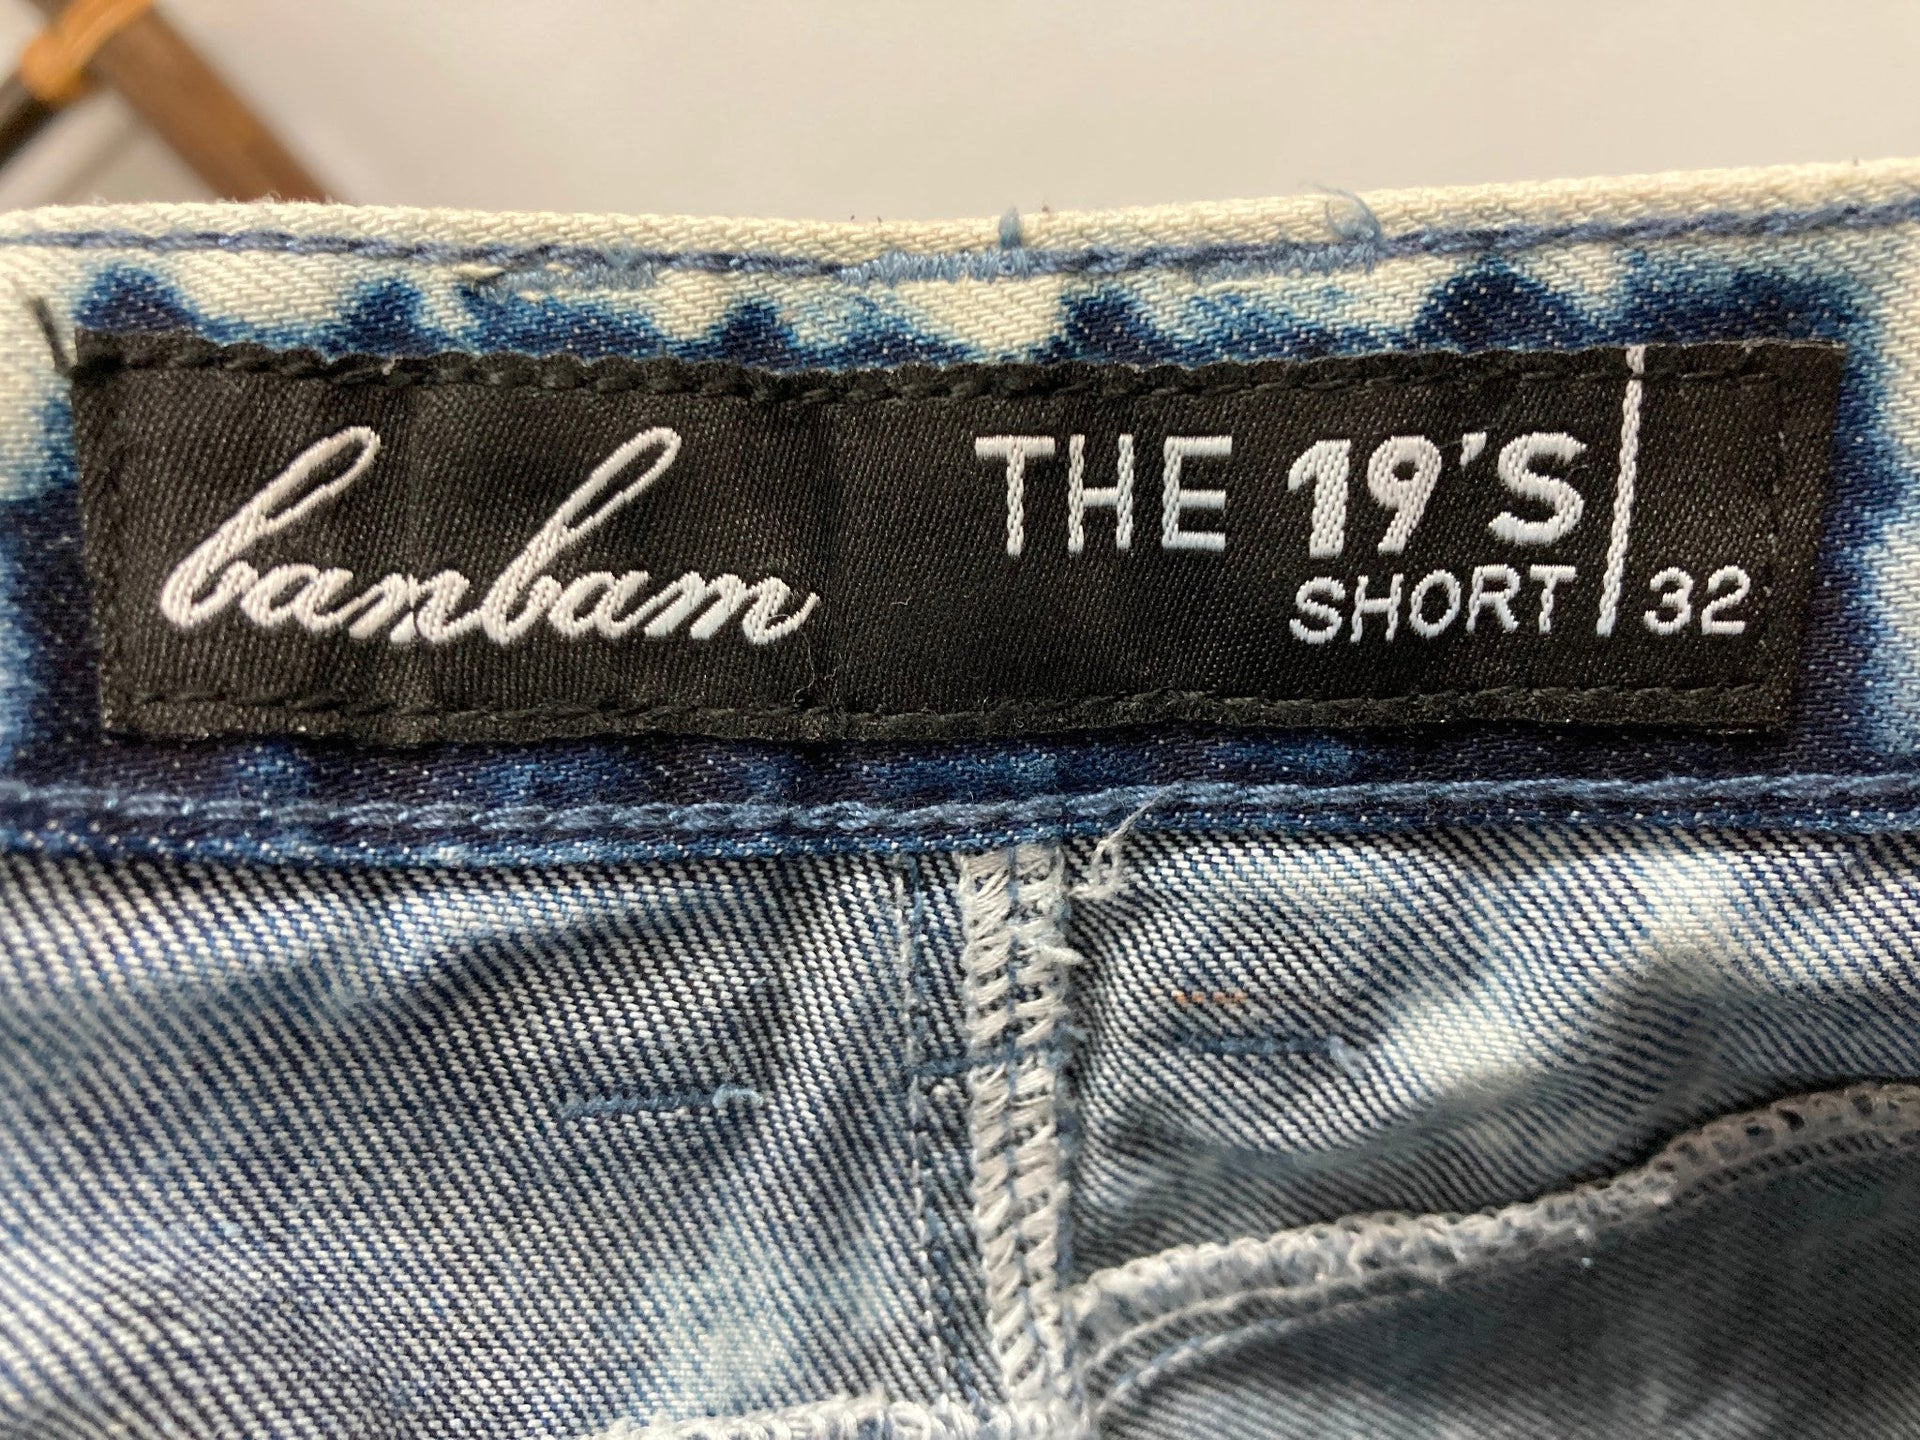 banbam
THE 19'S
SHORT 32